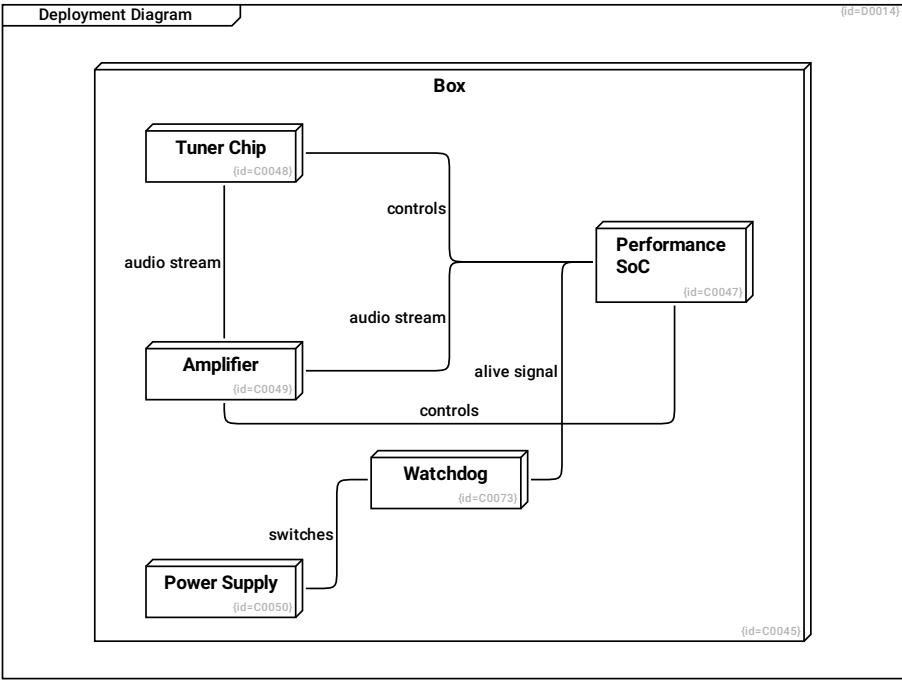 Deployment Diagram
{id=D0014}
Box
Tuner Chip
{id=C0048}
controls
Performance
SoC
{id=C0047}
audio stream
audio stream
Amplifier
{id=C0049}
alive signal
controls
Watchdog
{id=C0073}
switches
Power Supply
{id=C0050}
{id=C0045}